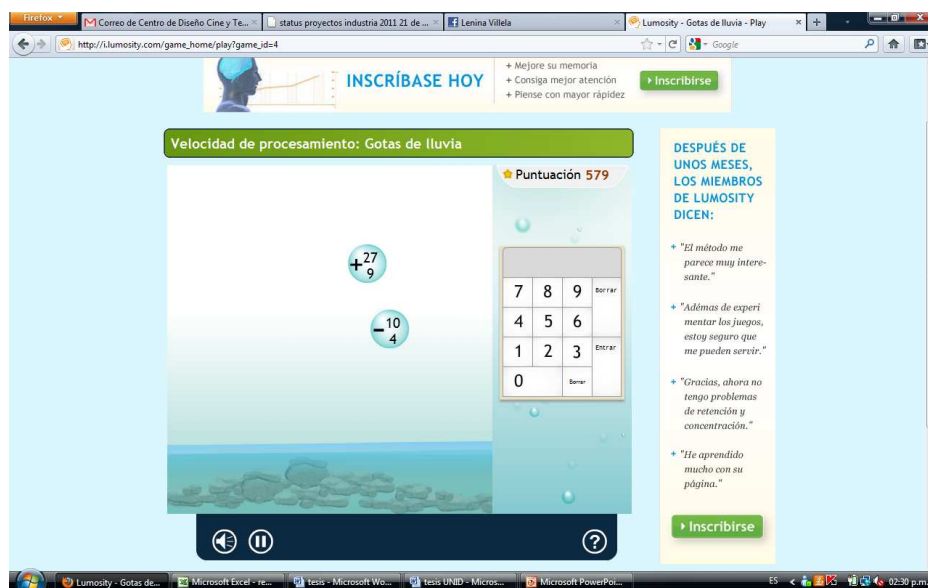 Firefox
Correo de Centro de Diseño Cine y Te...
status proyectos industria 2011 21 de ...
Lenina Villela
Lumosity - Gotas de lluvia - Play
http://i.lumosity.com/game_home/play?game_id=4
Google
INSCRÍBASE HOY
+ Mejore su memoria
+ Consiga mejor atención
+ Piense con mayor rápidez
Inscribirse
Velocidad de procesamiento: Gotas de lluvia
Puntuación 579
+27
9
−10
4
7 8 9 Borrar
4 5 6
1 2 3 Entrar
0 Borrar
DESPUÉS DE
UNOS MESES,
LOS MIEMBROS
DE LUMOSITY
DICEN:
+ "El método me
parece muy intere-
sante."
+ "Adémas de experi
mentar los juegos,
estoy seguro que
me pueden servir."
+ "Gracias, ahora no
tengo problemas
de retención y
concentración."
+ "He aprendido
mucho con su
página."
Inscribirse
?
Lumosity - Gotas de...
Microsoft Excel - re...
tesis - Microsoft Wo...
tesis UNID - Micros...
Microsoft PowerPoi...
ES
02:30 p.m.